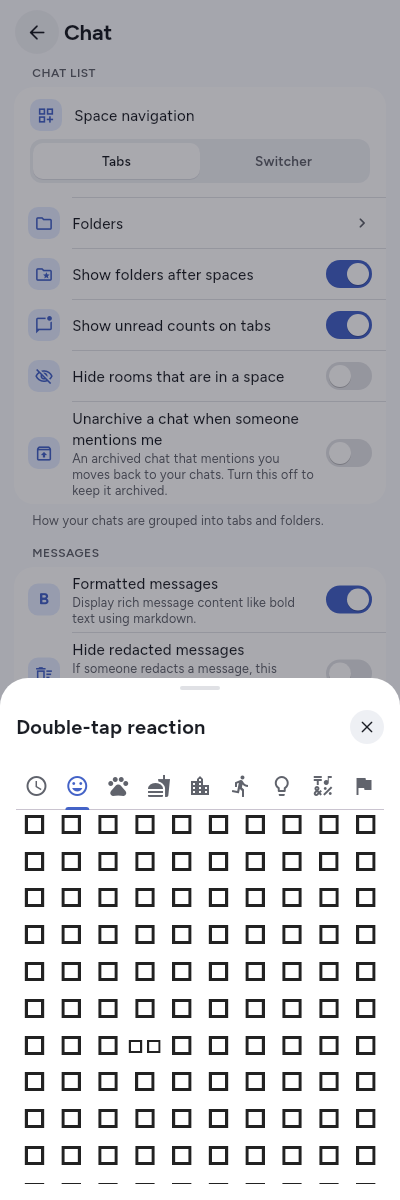 Chat
CHAT LIST
Space navigation
Tabs
Switcher
Folders
Show folders after spaces
Show unread counts on tabs
Hide rooms that are in a space
Unarchive a chat when someone
mentions me
An archived chat that mentions you
moves back to your chats. Turn this off to
keep it archived.
How your chats are grouped into tabs and folders.
MESSAGES
B
Formatted messages
Display rich message content like bold
text using markdown.
Hide redacted messages
If someone redacts a message, this
Double-tap reaction